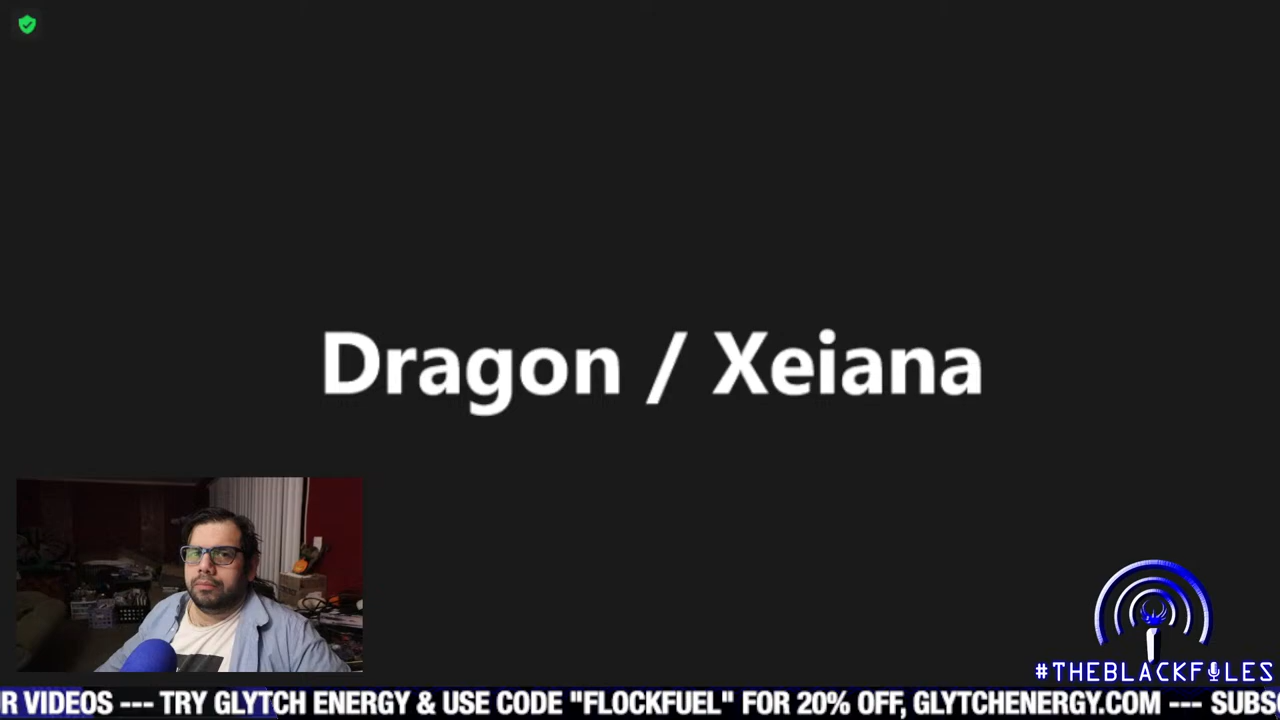 Dragon / Xeiana
#THEBLACKFILES
R VIDEOS --- TRY GLYTCH ENERGY & USE CODE "FLOCKFUEL" FOR 20% OFF, GLYTCHENERGY.COM --- SUBS